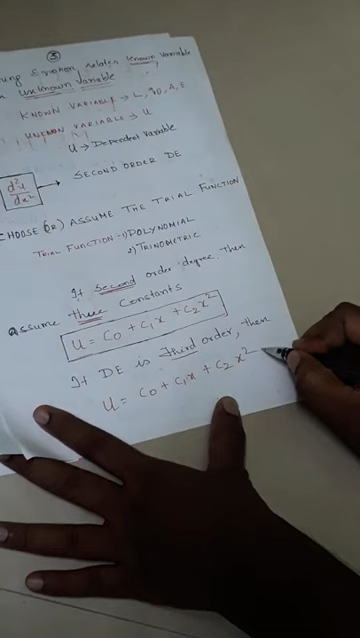 5
Equation relates known variable
unknown variable
KNOWN VARIABLE → L, q0, A, E
UNKNOWN VARIABLE → U
U → Dependent variable
d²u/dx² → SECOND ORDER DE
CHOOSE (OR) ASSUME THE TRIAL FUNCTION
TRIAL FUNCTION - 1) POLYNOMIAL
2) TRINOMETRIC
If second order degree, then
Assume three constants
U = C0 + C1x + C2x²
If DE is third order, then
U = C0 + C1x + C2x²